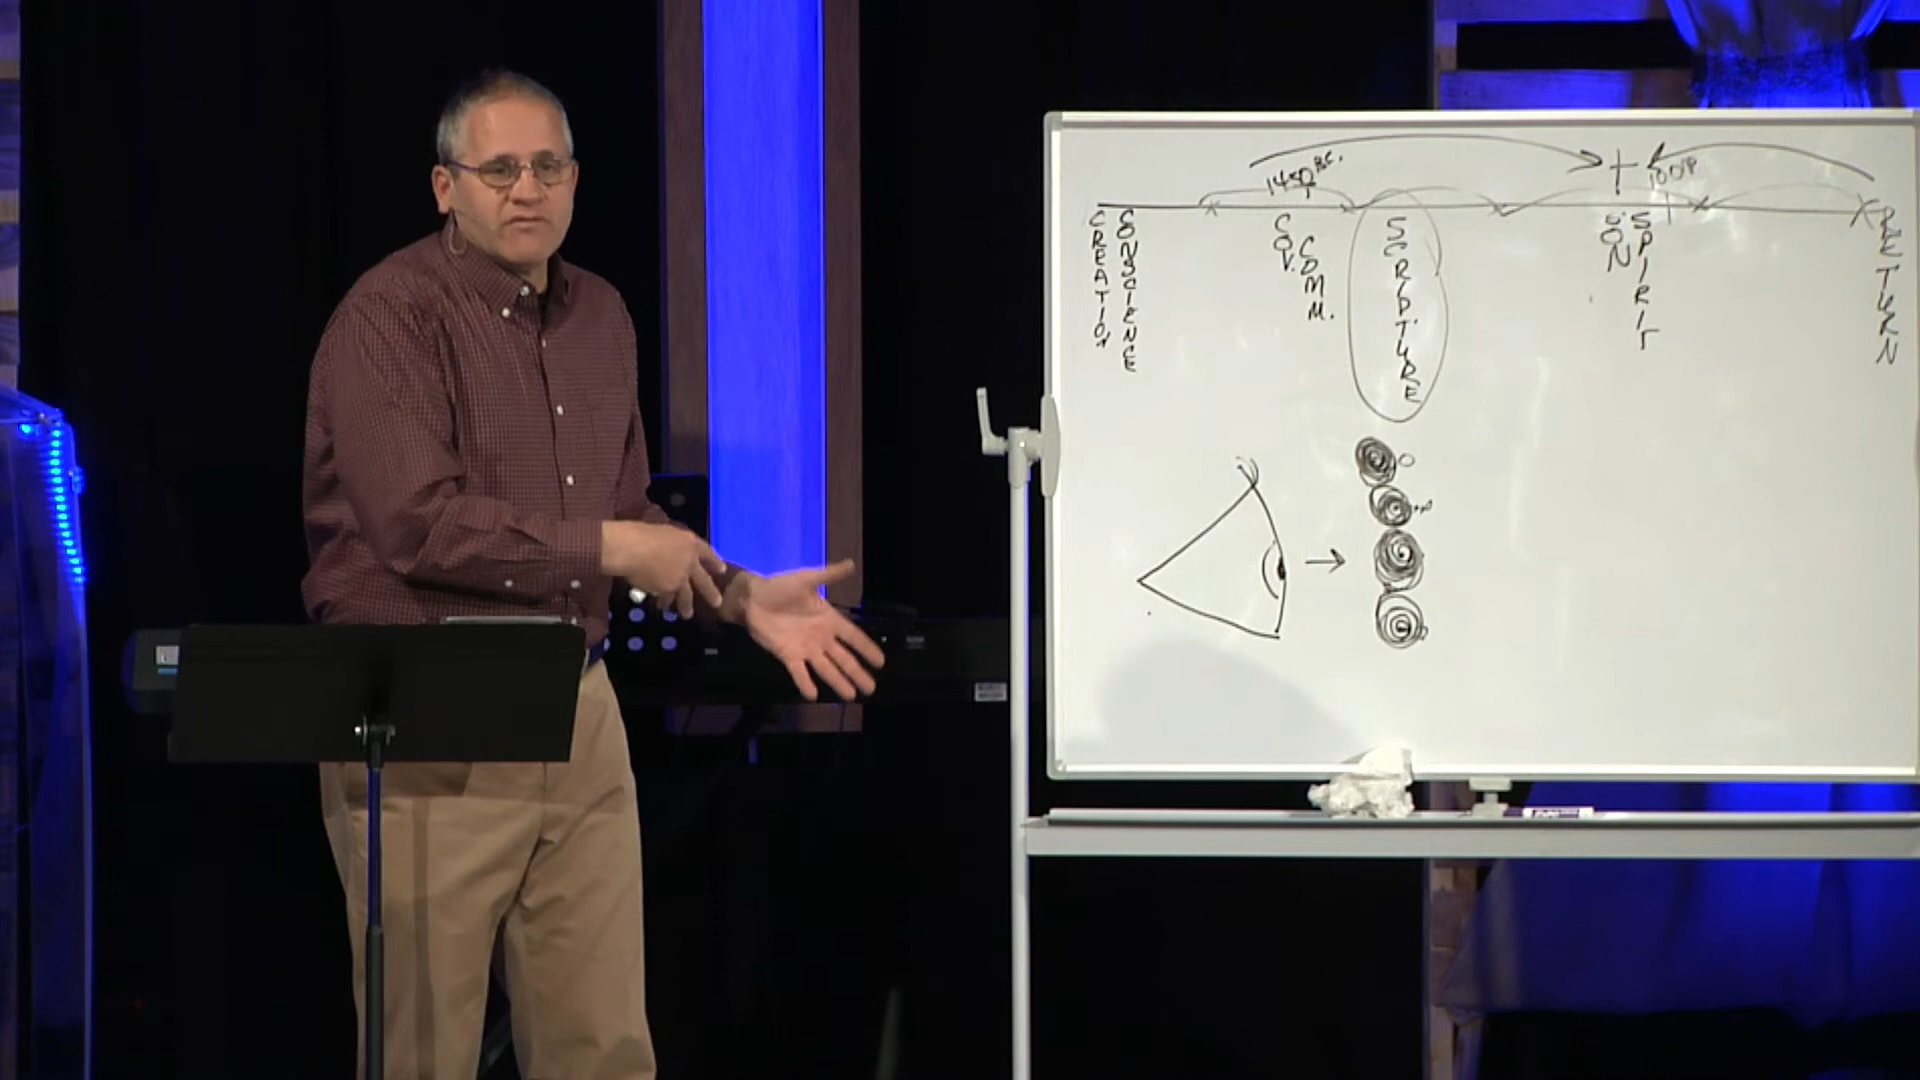 1450 B.C.
100
CREATION
CONSCIENCE
COV.
COMM.
SCRIPTURE
SON
SPIRIT
RETURN